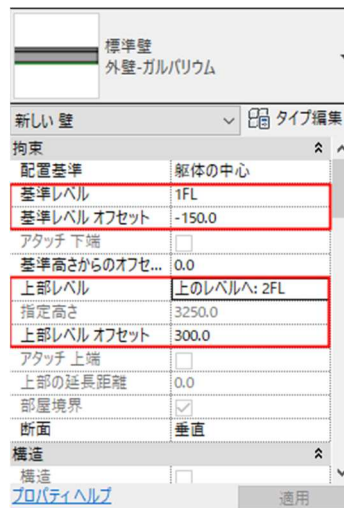 標準壁
外壁-ガルバリウム
新しい 壁 タイプ編集
拘束
配置基準 躯体の中心
基準レベル 1FL
基準レベル オフセット -150.0
アタッチ 下端
基準高さからのオフセ... 0.0
上部レベル 上のレベルへ: 2FL
指定高さ 3250.0
上部レベル オフセット 300.0
アタッチ 上端
上部の延長距離 0.0
部屋境界
断面 垂直
構造
構造
プロパティヘルプ 適用